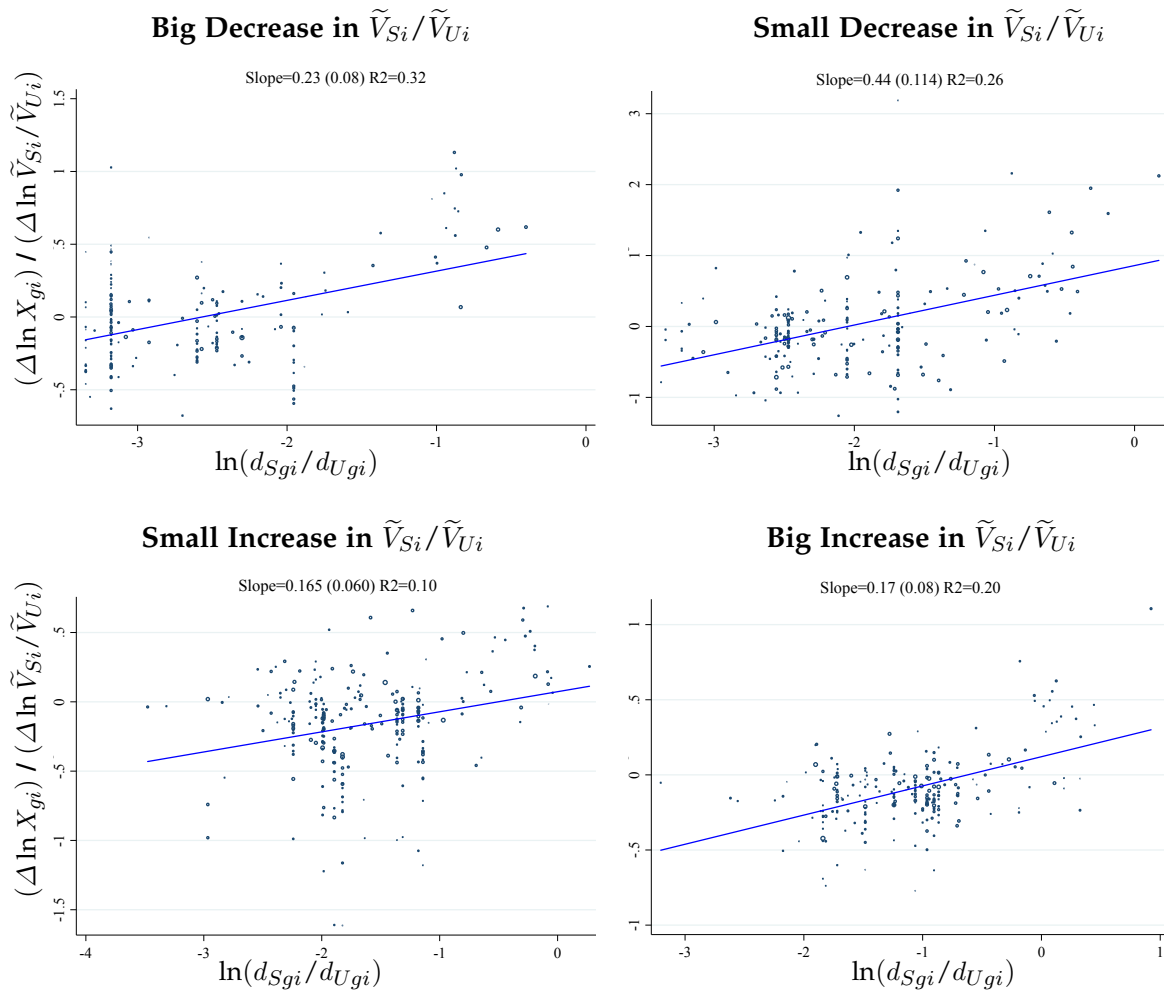 Big Decrease in Ṽ_Si/Ṽ_Ui
Slope=0.23 (0.08) R2=0.32
(Δ ln X_gi) / (Δ ln Ṽ_Si/Ṽ_Ui)
1.5
1
.5
0
-.5
-3 -2 -1 0
ln(d_Sgi/d_Ugi)
Small Decrease in Ṽ_Si/Ṽ_Ui
Slope=0.44 (0.114) R2=0.26
3
2
1
0
-1
-3 -2 -1 0
ln(d_Sgi/d_Ugi)
Small Increase in Ṽ_Si/Ṽ_Ui
Slope=0.165 (0.060) R2=0.10
(Δ ln X_gi) / (Δ ln Ṽ_Si/Ṽ_Ui)
.5
0
-.5
-1
-1.5
-4 -3 -2 -1 0
ln(d_Sgi/d_Ugi)
Big Increase in Ṽ_Si/Ṽ_Ui
Slope=0.17 (0.08) R2=0.20
1
.5
0
-.5
-1
-3 -2 -1 0 1
ln(d_Sgi/d_Ugi)